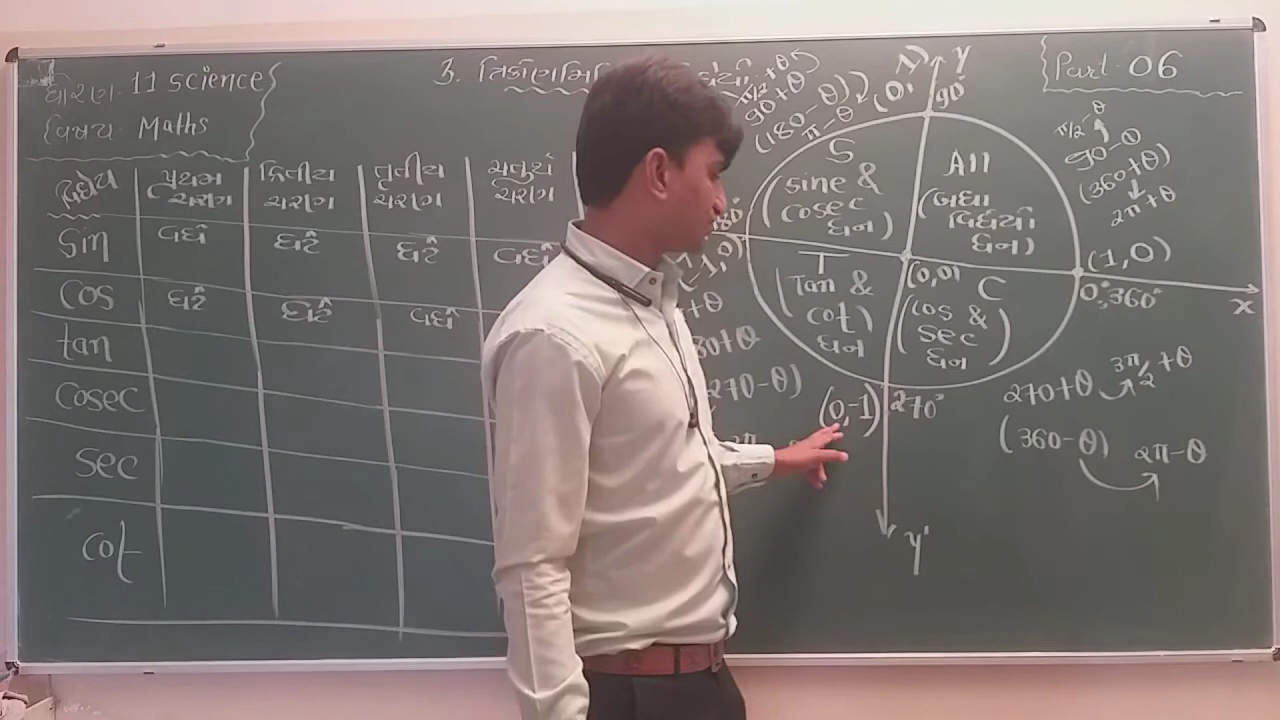 ધોરણ - 11 science
વિષય - Maths
3. ત્રિકોણમિતિ
Part - 06
વિધેય
પ્રથમ ચરણ
દ્વિતીય ચરણ
તૃતીય ચરણ
ચતુર્થ ચરણ
Sin વધે ઘટે ઘટે વધે
Cos ઘટે ઘટે વધે
tan
Cosec
Sec
Cot
π/2 + θ
90+θ
(180-θ)
π-θ
(0, 1)
y
90°
π/2 - θ
90-θ
(360+θ)
2π+θ
S
(sine &
cosec
ધન)
All
(બધા
વિધેયો
ધન)
(-1,0)
(0,0)
(1,0)
0°,360°
x
T
(Tan &
cot)
ધન
C
(cos &
sec
ધન)
80+θ
270-θ)
(0,-1)
270°
270+θ
3π/2 + θ
(360-θ)
2π-θ
y'